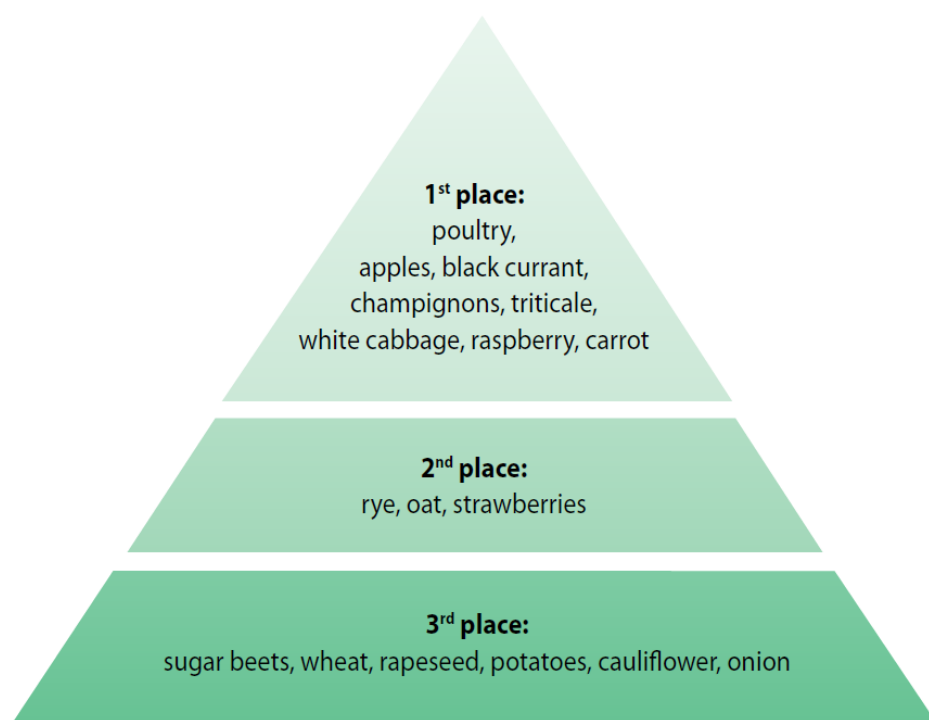 1st place:
poultry,
apples, black currant,
champignons, triticale,
white cabbage, raspberry, carrot
2nd place:
rye, oat, strawberries
3rd place:
sugar beets, wheat, rapeseed, potatoes, cauliflower, onion